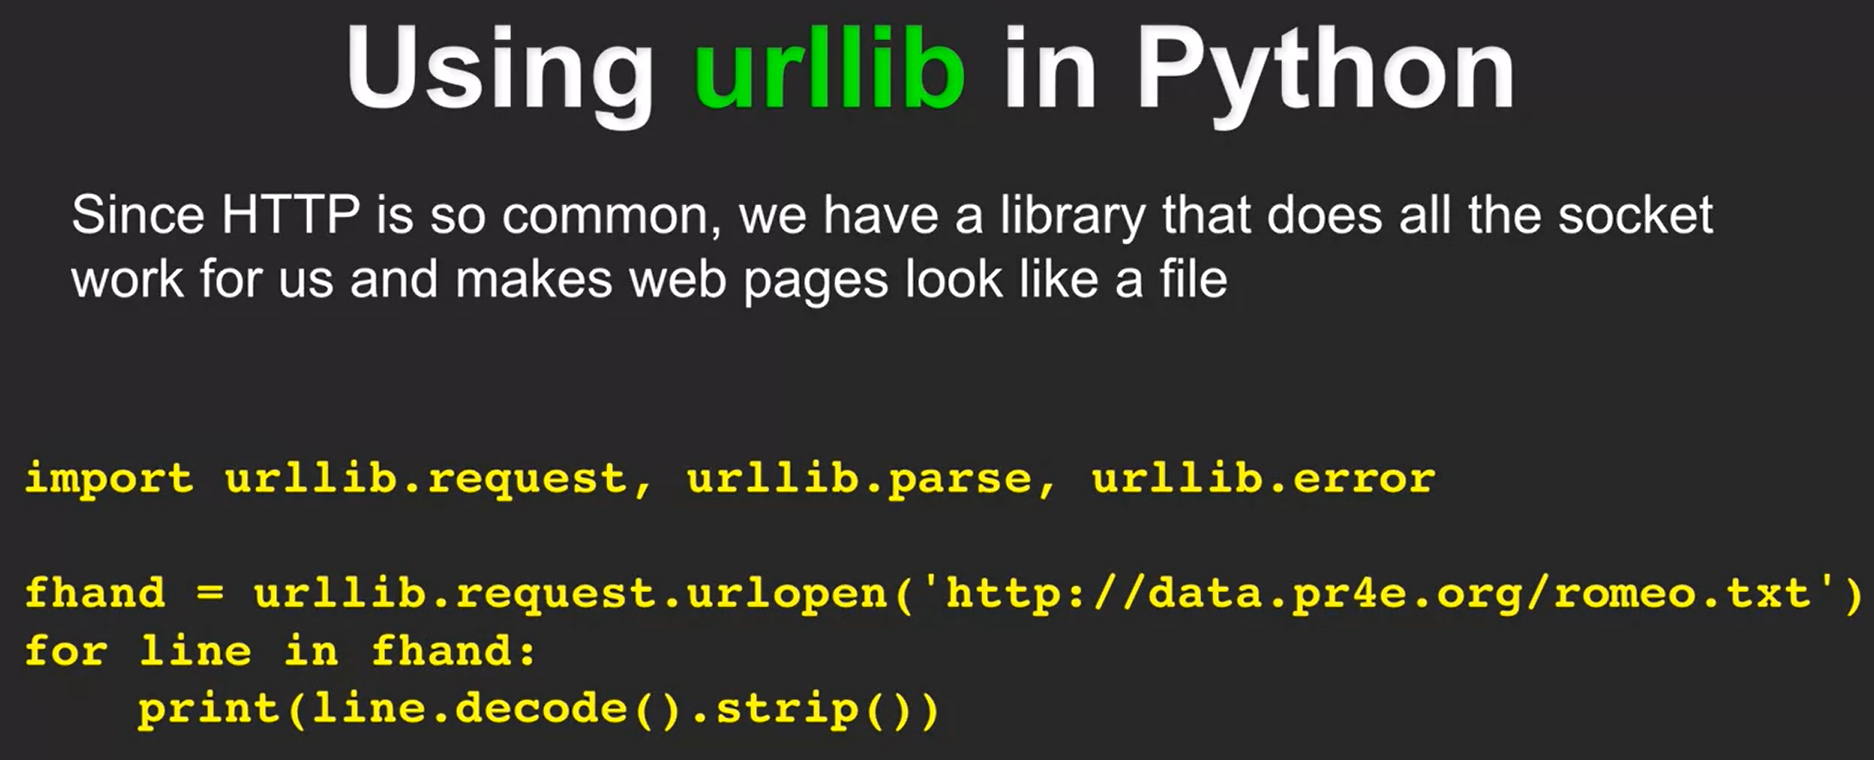 Using urllib in Python
Since HTTP is so common, we have a library that does all the socket
work for us and makes web pages look like a file
import urllib.request, urllib.parse, urllib.error
fhand = urllib.request.urlopen('http://data.pr4e.org/romeo.txt')
for line in fhand:
    print(line.decode().strip())